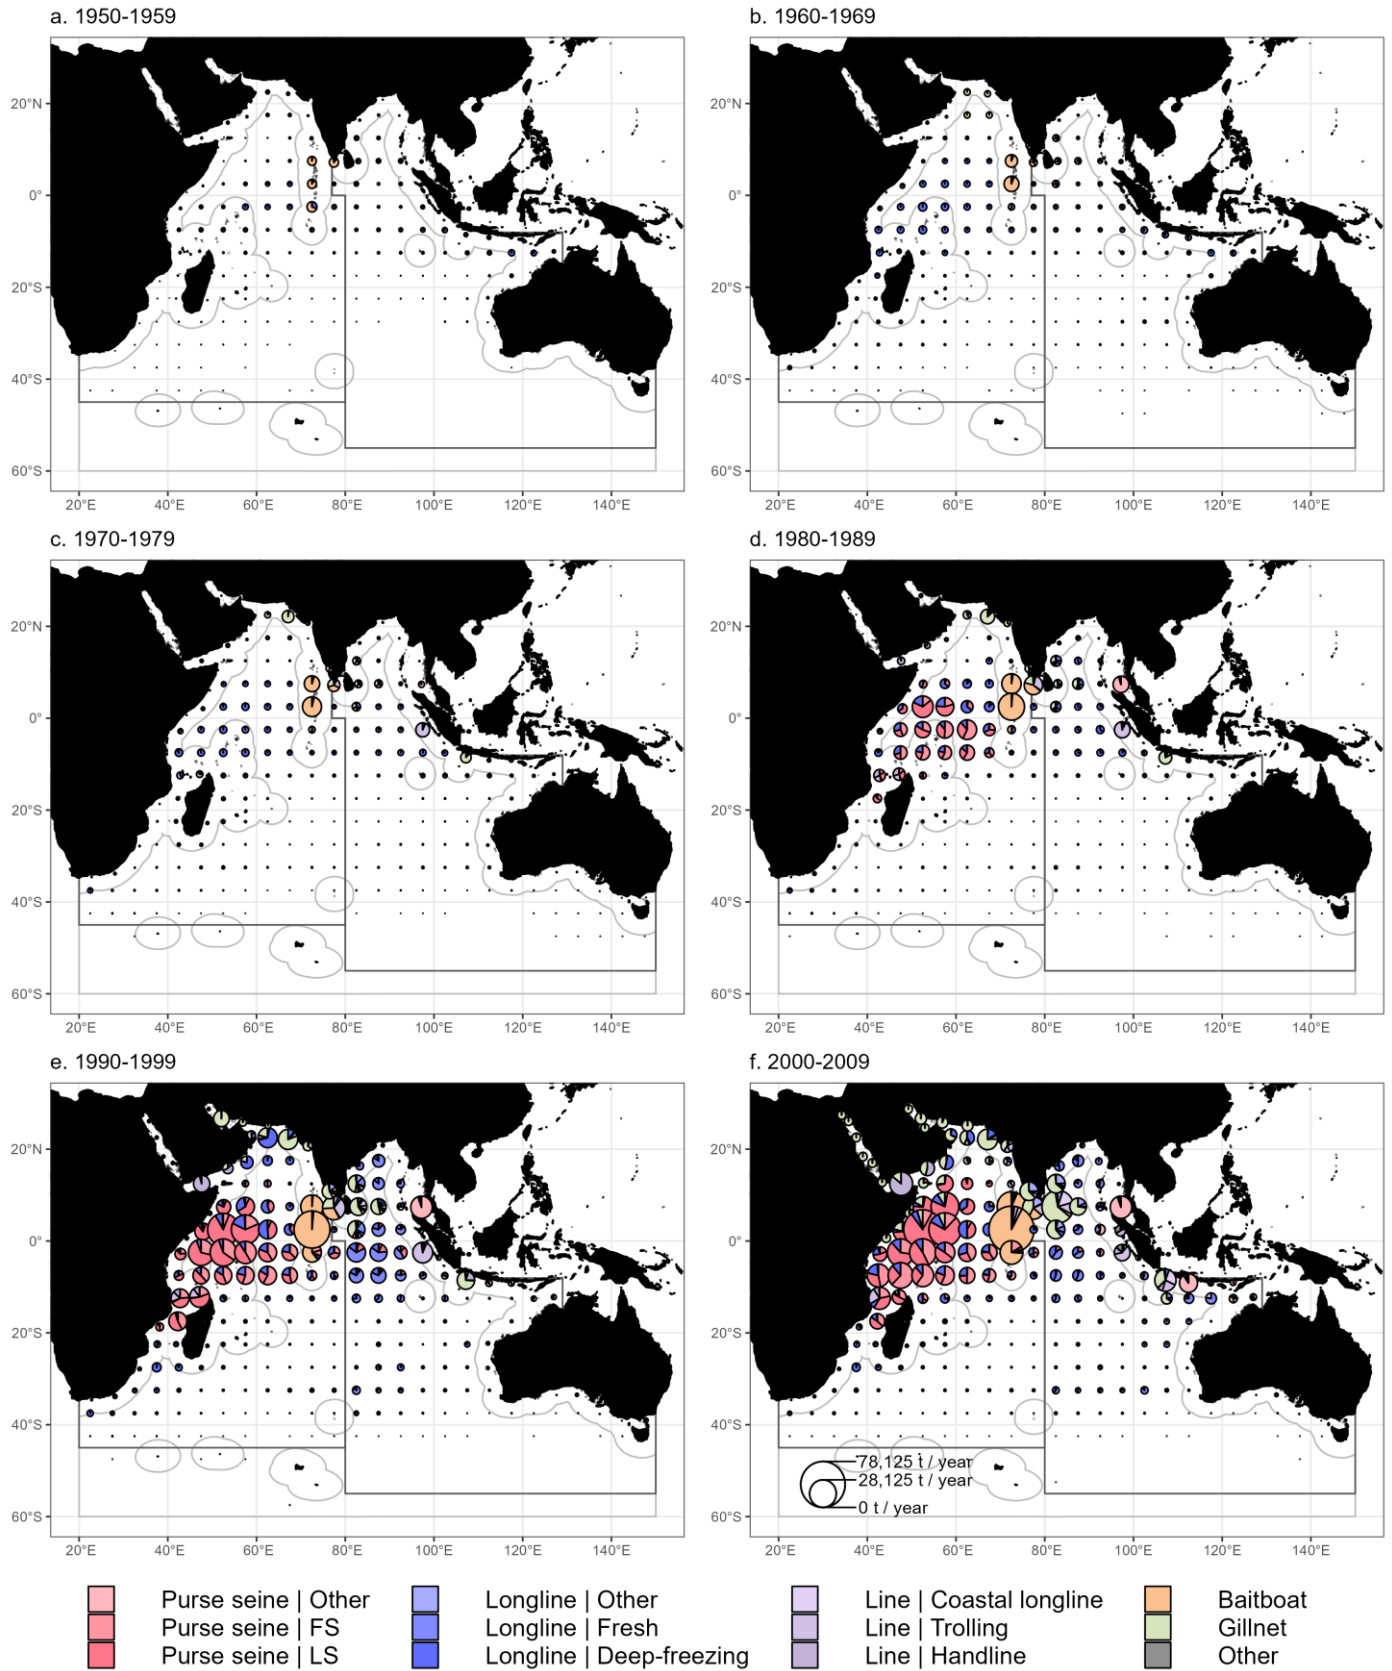 a. 1950-1959
b. 1960-1969
20°N
0°
20°S
40°S
60°S
20°N
0°
20°S
40°S
60°S
20°E 40°E 60°E 80°E 100°E 120°E 140°E
20°E 40°E 60°E 80°E 100°E 120°E 140°E
c. 1970-1979
d. 1980-1989
20°N
0°
20°S
40°S
60°S
20°N
0°
20°S
40°S
60°S
20°E 40°E 60°E 80°E 100°E 120°E 140°E
20°E 40°E 60°E 80°E 100°E 120°E 140°E
e. 1990-1999
f. 2000-2009
20°N
0°
20°S
40°S
60°S
20°N
0°
20°S
40°S
60°S
78,125 t / year
28,125 t / year
0 t / year
20°E 40°E 60°E 80°E 100°E 120°E 140°E
20°E 40°E 60°E 80°E 100°E 120°E 140°E
Purse seine | Other
Purse seine | FS
Purse seine | LS
Longline | Other
Longline | Fresh
Longline | Deep-freezing
Line | Coastal longline
Line | Trolling
Line | Handline
Baitboat
Gillnet
Other